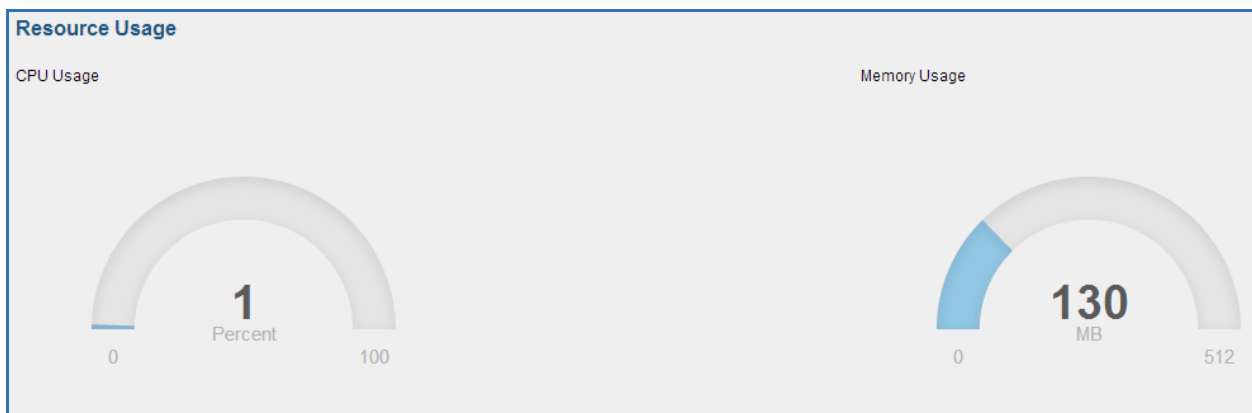 Resource Usage
CPU Usage
Memory Usage
1
Percent
0
100
130
MB
0
512